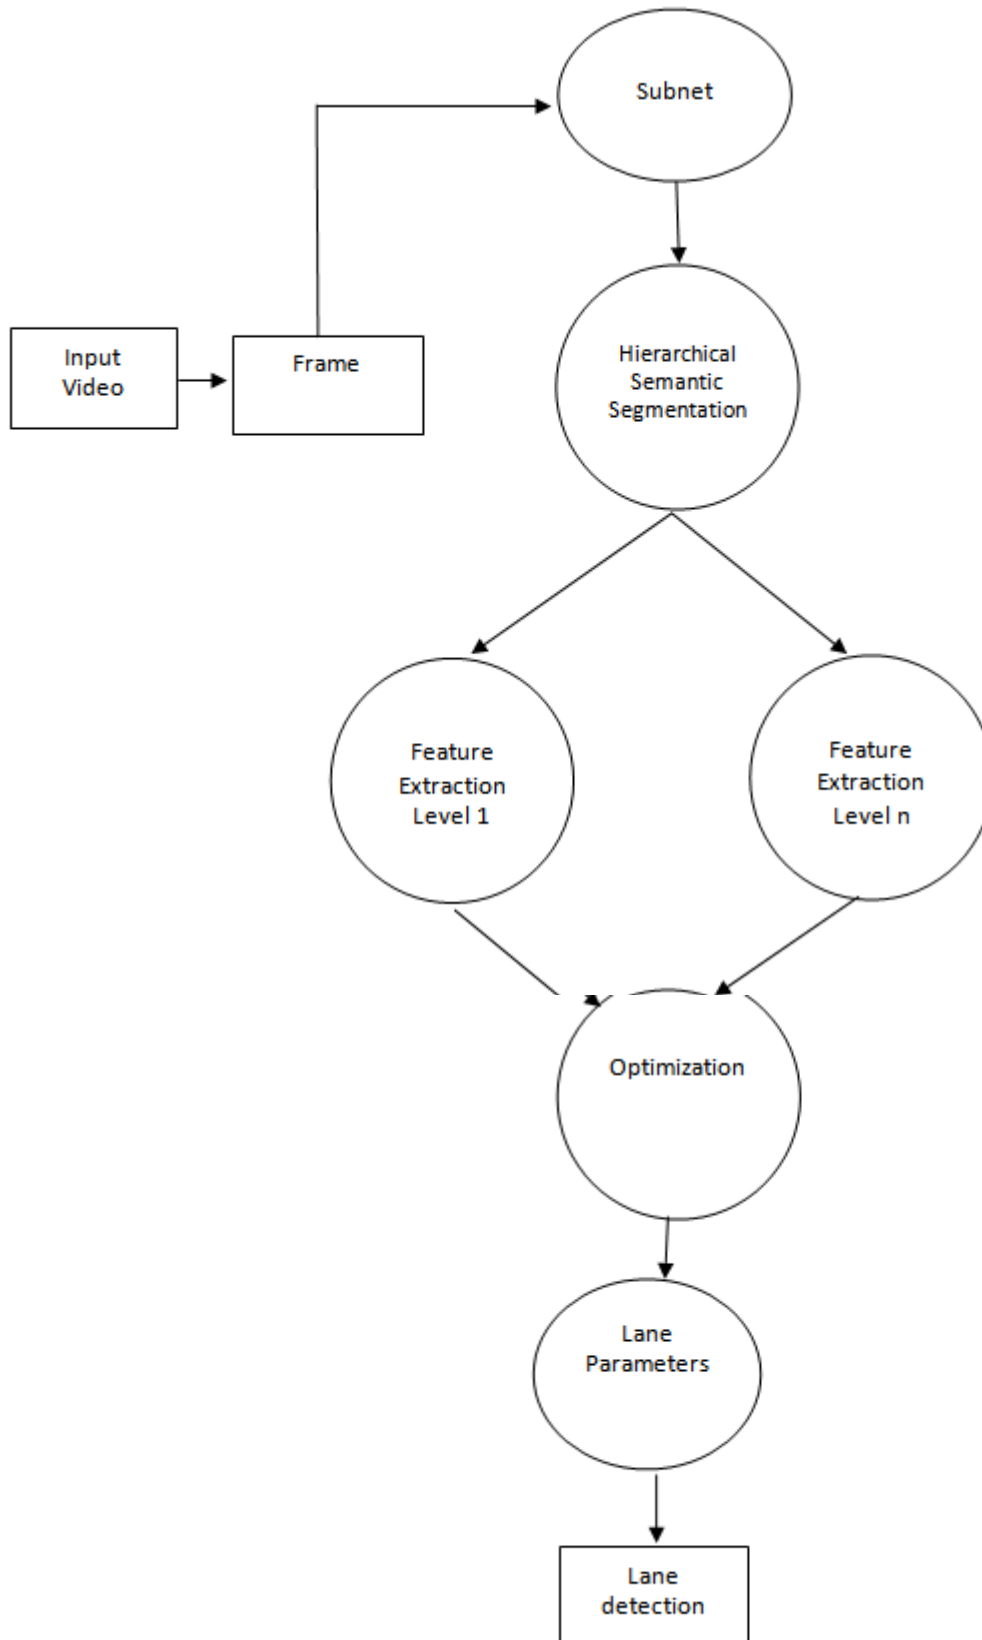 Subnet
Input
Video
Frame
Hierarchical
Semantic
Segmentation
Feature
Extraction
Level 1
Feature
Extraction
Level n
Optimization
Lane
Parameters
Lane
detection